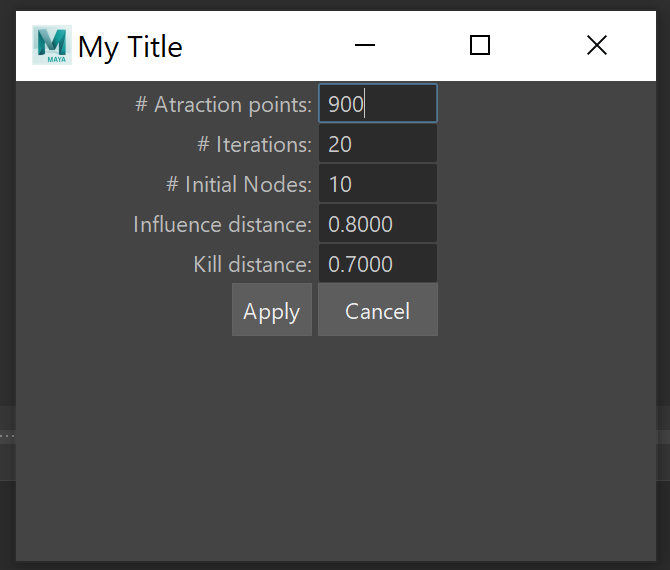 MAYA My Title
# Atraction points: 900
# Iterations: 20
# Initial Nodes: 10
Influence distance: 0.8000
Kill distance: 0.7000
Apply Cancel